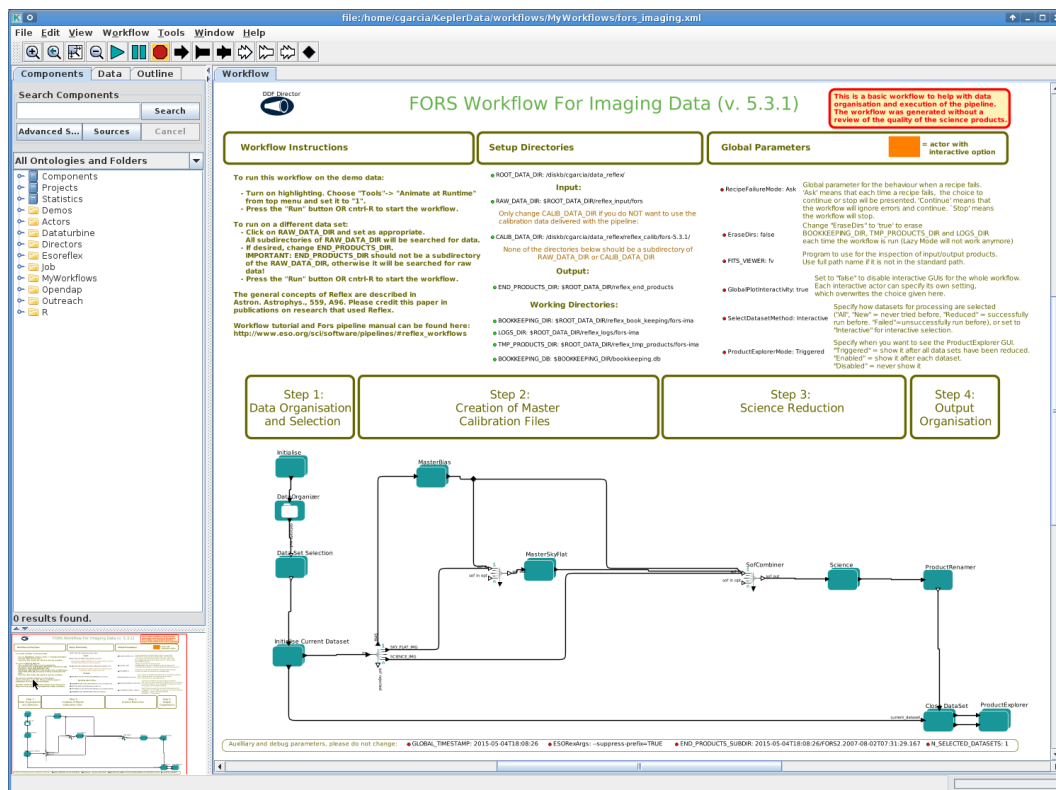 file:/home/cgarcia/KeplerData/workflows/MyWorkflows/fors_imaging.xml
File Edit View Workflow Tools Window Help
Components Data Outline
Search Components
Search
Advanced S... Sources Cancel
All Ontologies and Folders
Components
Projects
Statistics
Demos
Actors
Dataturbine
Directors
Esoreflex
Job
MyWorkflows
Opendap
Outreach
R
0 results found.
Workflow
DDF Director
FORS Workflow For Imaging Data (v. 5.3.1)
This is a basic workflow to help with data
organisation and execution of the pipeline.
The workflow was generated without a
review of the quality of the science products.
Workflow Instructions
Setup Directories
Global Parameters
= actor with
interactive option
To run this workflow on the demo data:
- Turn on highlighting. Choose "Tools"-> "Animate at Runtime"
from top menu and set it to "1".
- Press the "Run" button OR cntrl-R to start the workflow.
To run on a different data set:
- Click on RAW_DATA_DIR and set as appropriate.
All subdirectories of RAW_DATA_DIR will be searched for data.
- If desired, change END_PRODUCTS_DIR.
IMPORTANT: END_PRODUCTS_DIR should not be a subdirectory
of the RAW_DATA_DIR, otherwise it will be searched for raw
data!
- Press the "Run" button OR cntrl-R to start the workflow.
The general concepts of Reflex are described in
Astron. Astrophys., 559, A96. Please credit this paper in
publications on research that used Reflex.
Workflow tutorial and Fors pipeline manual can be found here:
http://www.eso.org/sci/software/pipelines/#reflex_workflows
ROOT_DATA_DIR: /diskb/cgarcia/data_reflex/
Input:
RAW_DATA_DIR: $ROOT_DATA_DIR/reflex_input/fors
Only change CALIB_DATA_DIR if you do NOT want to use the
calibration data delivered with the pipeline:
CALIB_DATA_DIR: /diskb/cgarcia/data_reflex/reflex_calib/fors-5.3.1/
None of the directories below should be a subdirectory of
RAW_DATA_DIR or CALIB_DATA_DIR
Output:
END_PRODUCTS_DIR: $ROOT_DATA_DIR/reflex_end_products
Working Directories:
BOOKKEEPING_DIR: $ROOT_DATA_DIR/reflex_book_keeping/fors-ima
LOGS_DIR: $ROOT_DATA_DIR/reflex_logs/fors-ima
TMP_PRODUCTS_DIR: $ROOT_DATA_DIR/reflex_tmp_products/fors-ima
BOOKKEEPING_DB: $BOOKKEEPING_DIR/bookkeeping.db
RecipeFailureMode: Ask
Global parameter for the behaviour when a recipe fails.
'Ask' means that each time a recipe fails, the choice to
continue or stop will be presented. 'Continue' means that
the workflow will ignore errors and continue. 'Stop' means
the workflow will stop.
EraseDirs: false
Change "EraseDirs" to 'true' to erase
BOOKKEEPING_DIR, TMP_PRODUCTS_DIR and LOGS_DIR
each time the workflow is run (Lazy Mode will not work anymore)
FITS_VIEWER: fv
Program to use for the inspection of input/output products.
Use full path name if it is not in the standard path.
GlobalPlotInteractivity: true
Set to "false" to disable interactive GUIs for the whole workflow.
Each interactive actor can specify its own setting,
which overwrites the choice given here.
SelectDatasetMethod: Interactive
Specify how datasets for processing are selected
("All", "New" = never tried before, "Reduced" = successfully
run before. "Failed"=unsuccessfully run before), or set to
"Interactive" for interactive selection.
ProductExplorerMode: Triggered
Specify when you want to see the ProductExplorer GUI.
"Triggered" = show it after all data sets have been reduced.
"Enabled" = show it after each dataset.
"Disabled" = never show it
Step 1:
Data Organisation
and Selection
Step 2:
Creation of Master
Calibration Files
Step 3:
Science Reduction
Step 4:
Output
Organisation
Initialise
DataOrganizer
Data Set Selection
Initialise Current Dataset
MasterBias
MasterSkyFlat
SofCombiner
Science
ProductRenamer
sof in opt
sof in opt
sof out
SKY_FLAT_IMG
SCIENCE_IMG
current_dataset
Close DataSet
ProductExplorer
Auxiliary and debug parameters, please do not change:
GLOBAL_TIMESTAMP: 2015-05-04T18:08:26
ESORexArgs: --suppress-prefix=TRUE
END_PRODUCTS_SUBDIR: 2015-05-04T18:08:26/FORS2.2007-08-02T07:31:29.167
N_SELECTED_DATASETS: 1